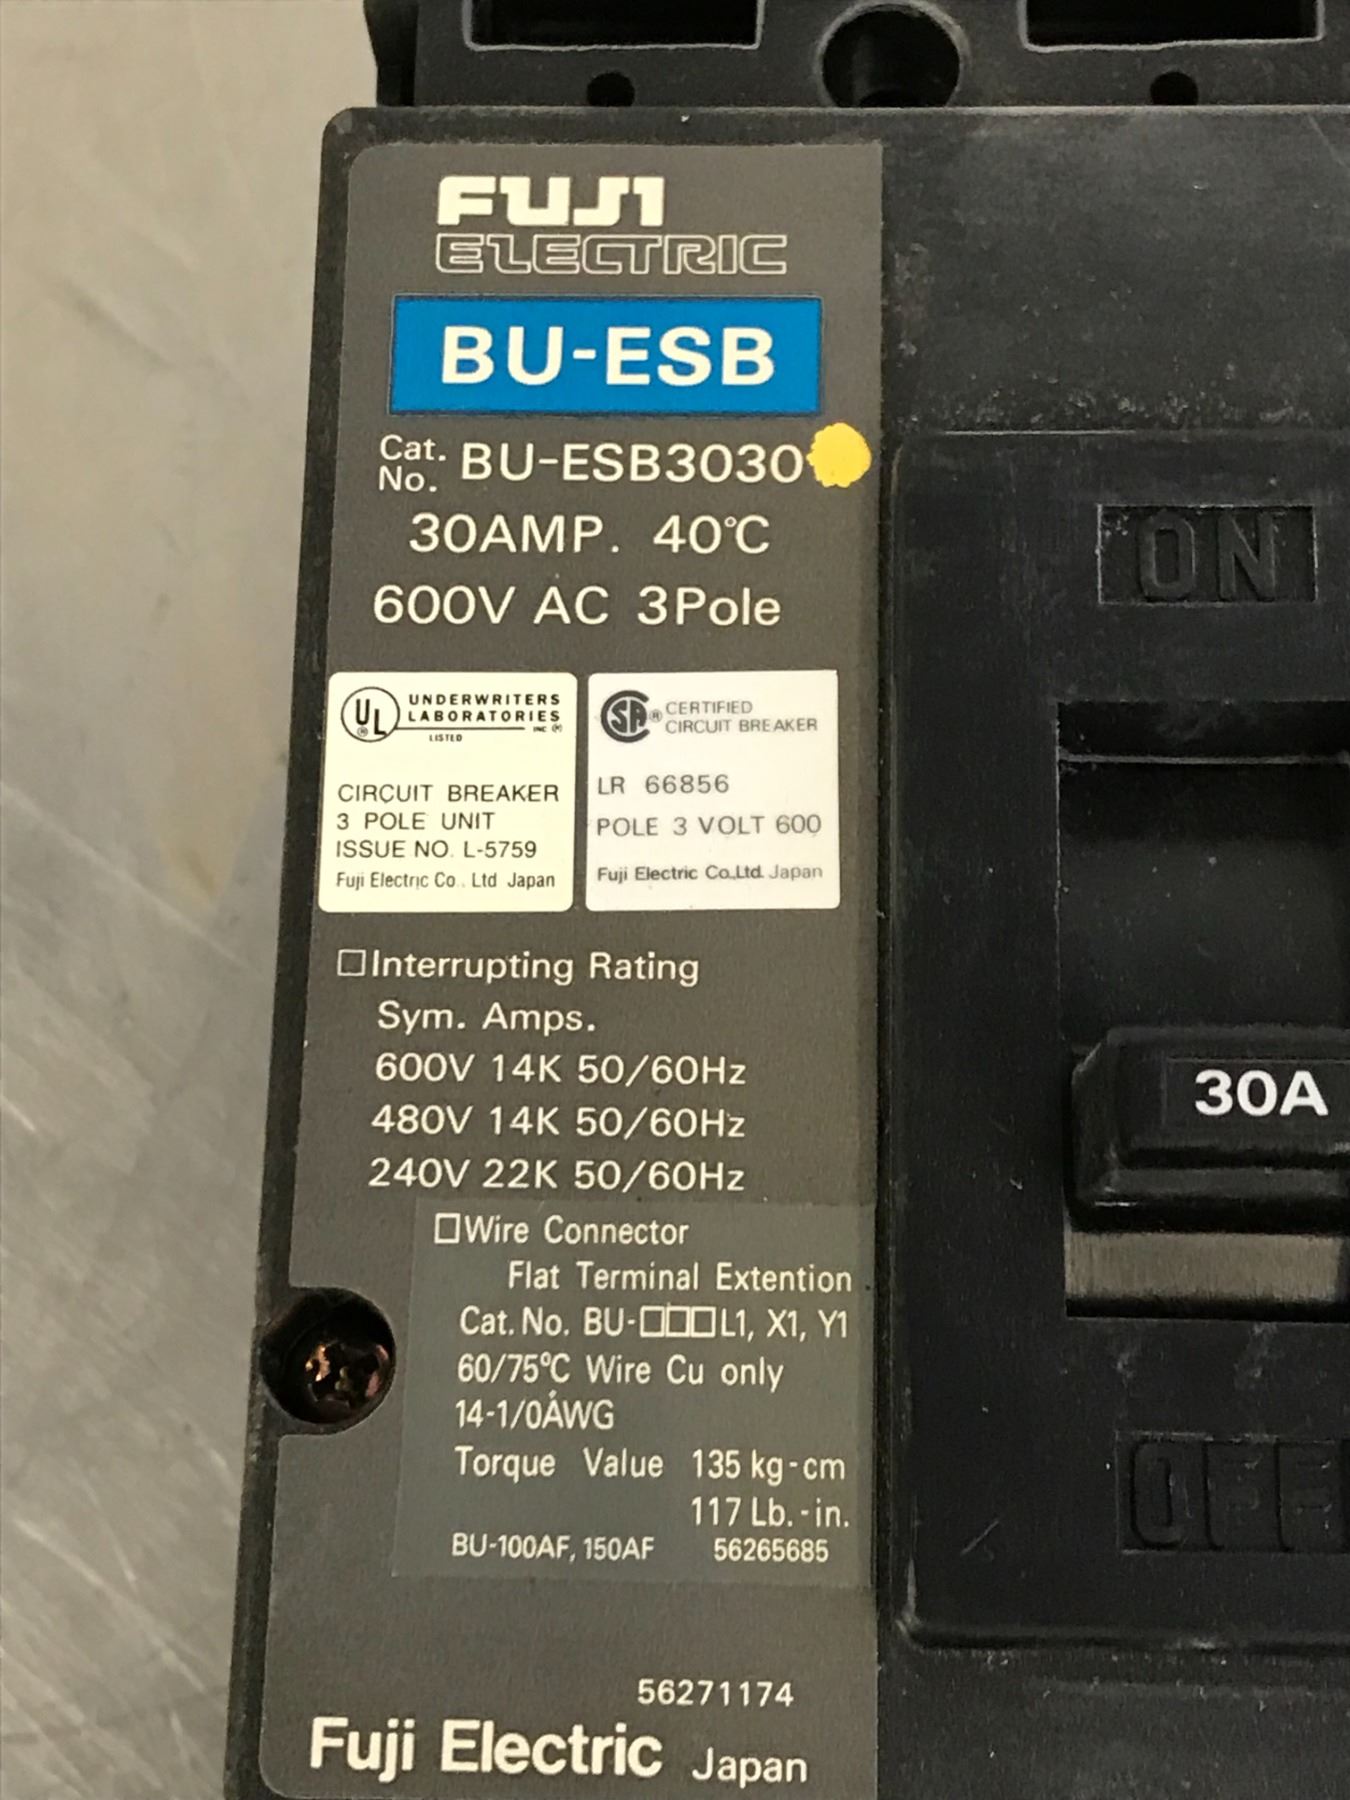 FUJI
ELECTRIC
BU-ESB
Cat. No. BU-ESB3030
30AMP. 40℃
600V AC 3Pole
UL® UNDERWRITERS
LABORATORIES
INC.(R)
LISTED
CIRCUIT BREAKER
3 POLE UNIT
ISSUE NO. L-5759
Fuji Electric Co., Ltd Japan
SA® CERTIFIED
CIRCUIT BREAKER
LR 66856
POLE 3 VOLT 600
Fuji Electric Co.,Ltd. Japan
□Interrupting Rating
Sym. Amps.
600V 14K 50/60Hz
480V 14K 50/60Hz
240V 22K 50/60Hz
□Wire Connector
Flat Terminal Extention
Cat. No. BU-□□□L1, X1, Y1
60/75℃ Wire Cu only
14-1/0ÅWG
Torque Value 135 kg-cm
117 Lb.-in.
BU-100AF, 150AF 56265685
56271174
Fuji Electric Japan
ON
30A
OFF